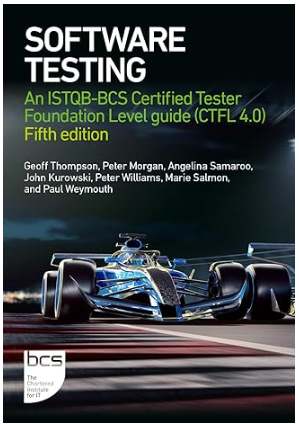 SOFTWARE
TESTING
An ISTQB-BCS Certified Tester
Foundation Level guide (CTFL 4.0)
Fifth edition
Geoff Thompson, Peter Morgan, Angelina Samaroo,
John Kurowski, Peter Williams, Marie Salmon,
and Paul Weymouth
bcs
The
Chartered
Institute
for IT